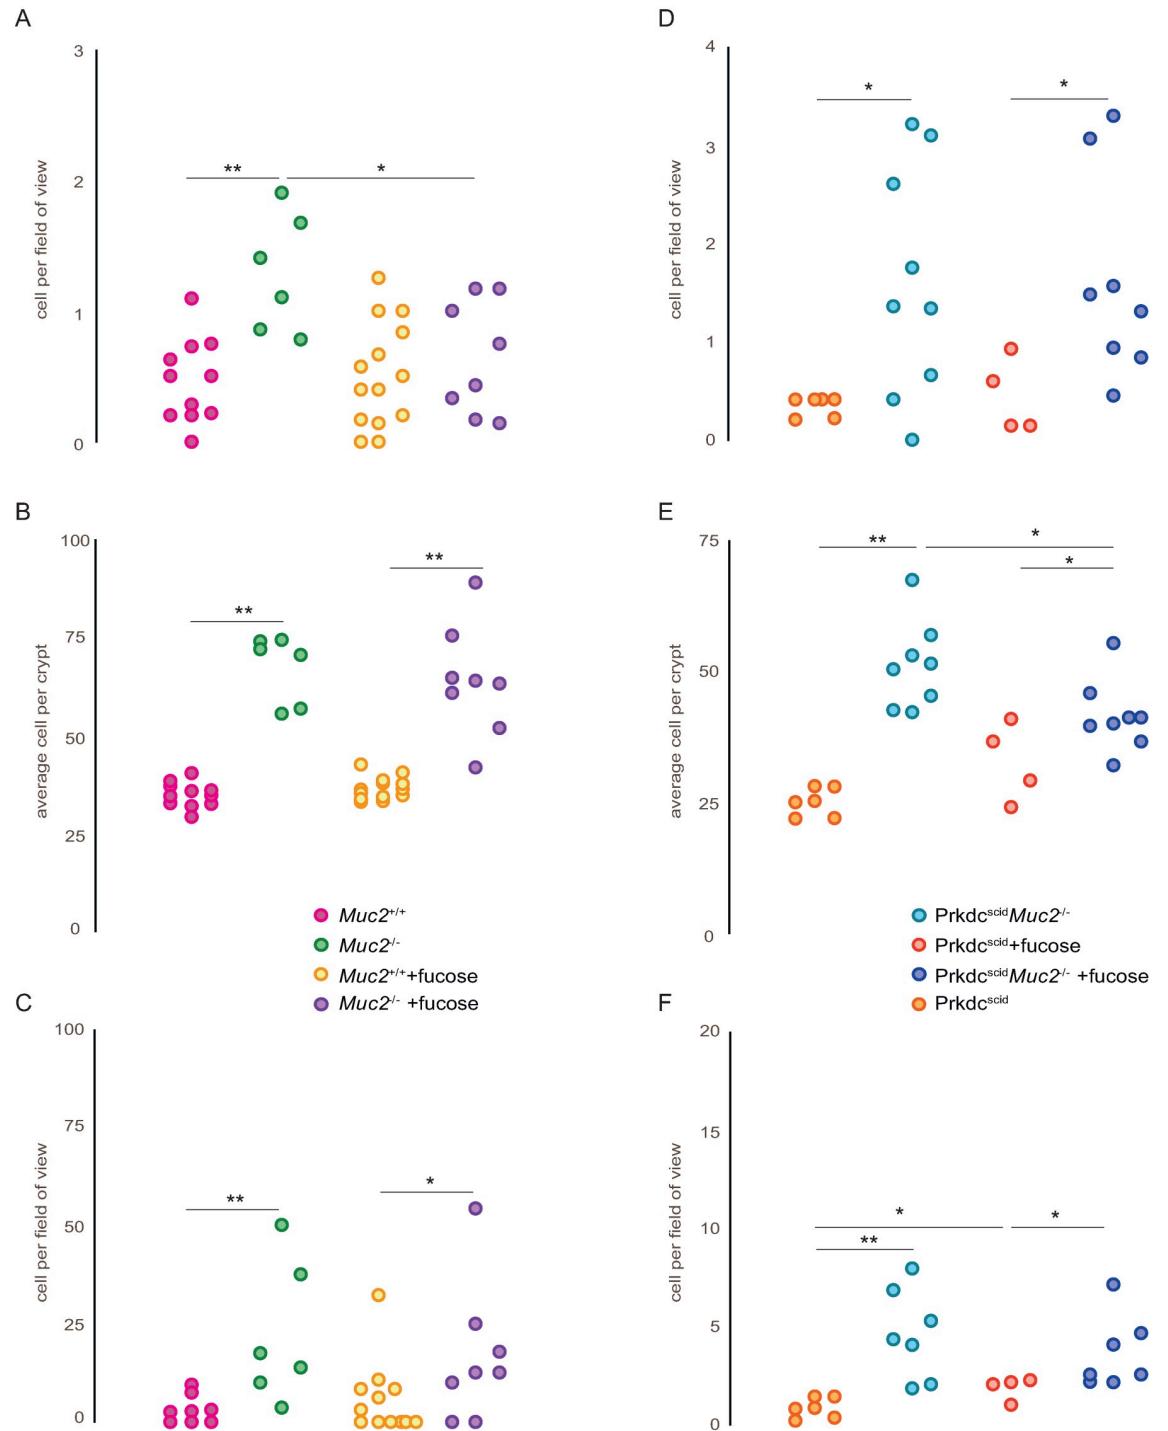 A
3
2
1
0
cell per field of view
**
*
D
4
3
2
1
0
cell per field of view
*
*
B
100
75
50
25
0
average cell per crypt
**
**
E
75
50
25
0
average cell per crypt
**
*
*
Muc2+/+
Muc2-/-
Muc2+/++fucose
Muc2-/- +fucose
PrkdcscidMuc2-/-
Prkdcscid+fucose
PrkdcscidMuc2-/- +fucose
Prkdcscid
C
100
75
50
25
0
cell per field of view
**
*
F
20
15
10
5
0
cell per field of view
*
**
*